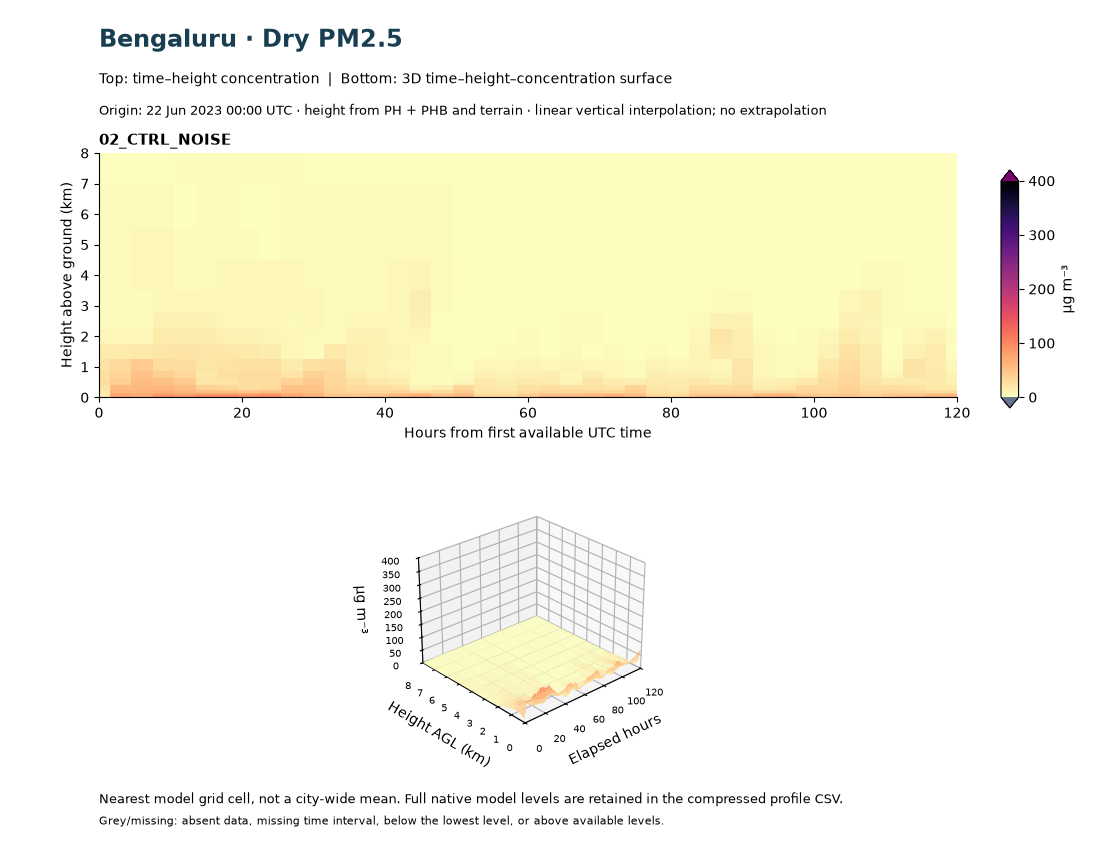 Bengaluru · Dry PM2.5
Top: time–height concentration | Bottom: 3D time–height–concentration surface
Origin: 22 Jun 2023 00:00 UTC · height from PH + PHB and terrain · linear vertical interpolation; no extrapolation
02_CTRL_NOISE
8
7
6
5
4
3
2
1
0
Height above ground (km)
0 20 40 60 80 100 120
Hours from first available UTC time
400
300
200
100
0
µg m⁻³
400
350
300
250
200
150
100
50
0
µg m⁻³
8 7 6 5 4 3 2 1 0
Height AGL (km)
0 20 40 60 80 100 120
Elapsed hours
Nearest model grid cell, not a city-wide mean. Full native model levels are retained in the compressed profile CSV.
Grey/missing: absent data, missing time interval, below the lowest level, or above available levels.